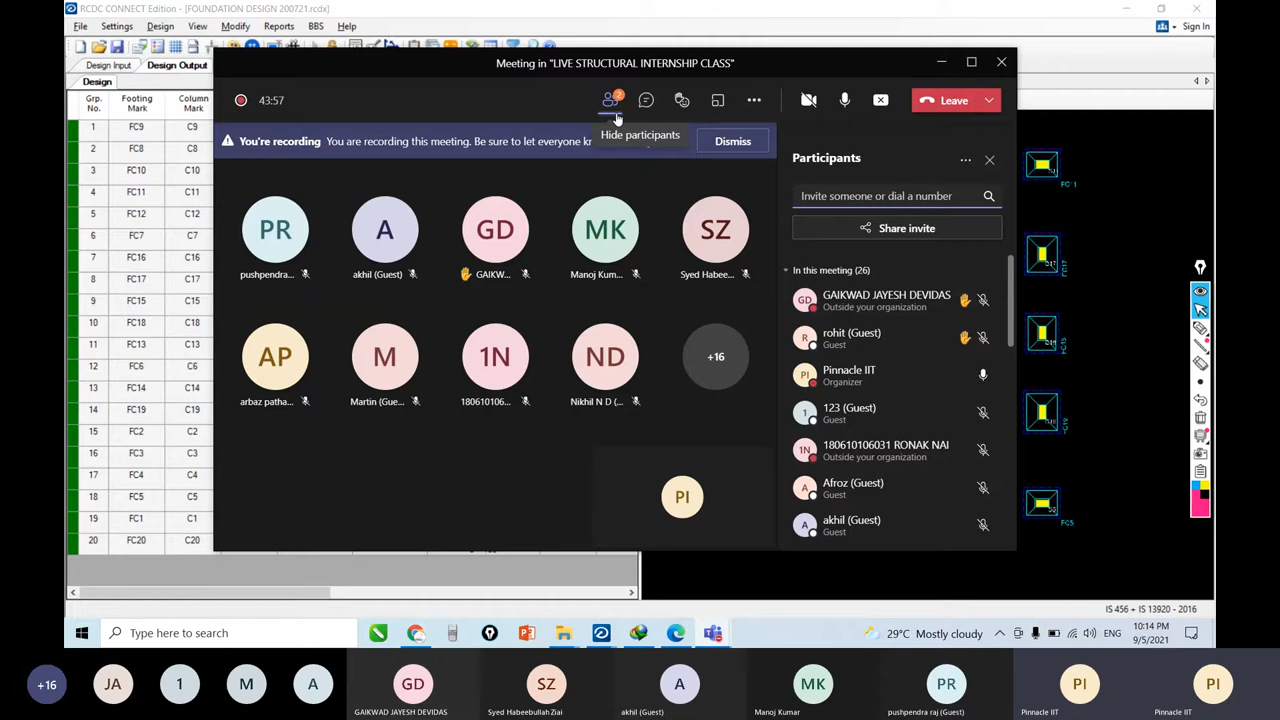 RCDC CONNECT Edition - [FOUNDATION DESIGN 200721.rcdx]
File Settings Design View Modify Reports BBS Help
Sign In
Design Input Design Output
Design
Grp. No. Footing Mark Column Mark
1 FC9 C9
2 FC8 C8
3 FC10 C10
4 FC11 C11
5 FC12 C12
6 FC7 C7
7 FC16 C16
8 FC17 C17
9 FC15 C15
10 FC18 C18
11 FC13 C13
12 FC6 C6
13 FC14 C14
14 FC19 C19
15 FC2 C2
16 FC3 C3
17 FC4 C4
18 FC5 C5
19 FC1 C1
20 FC20 C20
Meeting in "LIVE STRUCTURAL INTERNSHIP CLASS"
43:57
2
Leave
Hide participants
You're recording You are recording this meeting. Be sure to let everyone kn
Dismiss
PR
pushpendra...
A
akhil (Guest)
GD
GAIKW...
MK
Manoj Kum...
SZ
Syed Habee...
AP
arbaz patha...
M
Martin (Gue...
1N
180610106...
ND
Nikhil N D (...
+16
PI
Participants
Invite someone or dial a number
Share invite
In this meeting (26)
GD GAIKWAD JAYESH DEVIDAS
Outside your organization
R rohit (Guest)
Guest
PI Pinnacle IIT
Organizer
1 123 (Guest)
Guest
1N 180610106031 RONAK NAI
Outside your organization
A Afroz (Guest)
Guest
A akhil (Guest)
Guest
FC5
IS 456 + IS 13920 - 2016
Type here to search
29°C Mostly cloudy
ENG
10:14 PM
9/5/2021
+16
JA
1
M
A
GD
GAIKWAD JAYESH DEVIDAS
SZ
Syed Habeebullah Ziai
A
akhil (Guest)
MK
Manoj Kumar
PR
pushpendra raj (Guest)
PI
Pinnacle IIT
PI
Pinnacle IIT